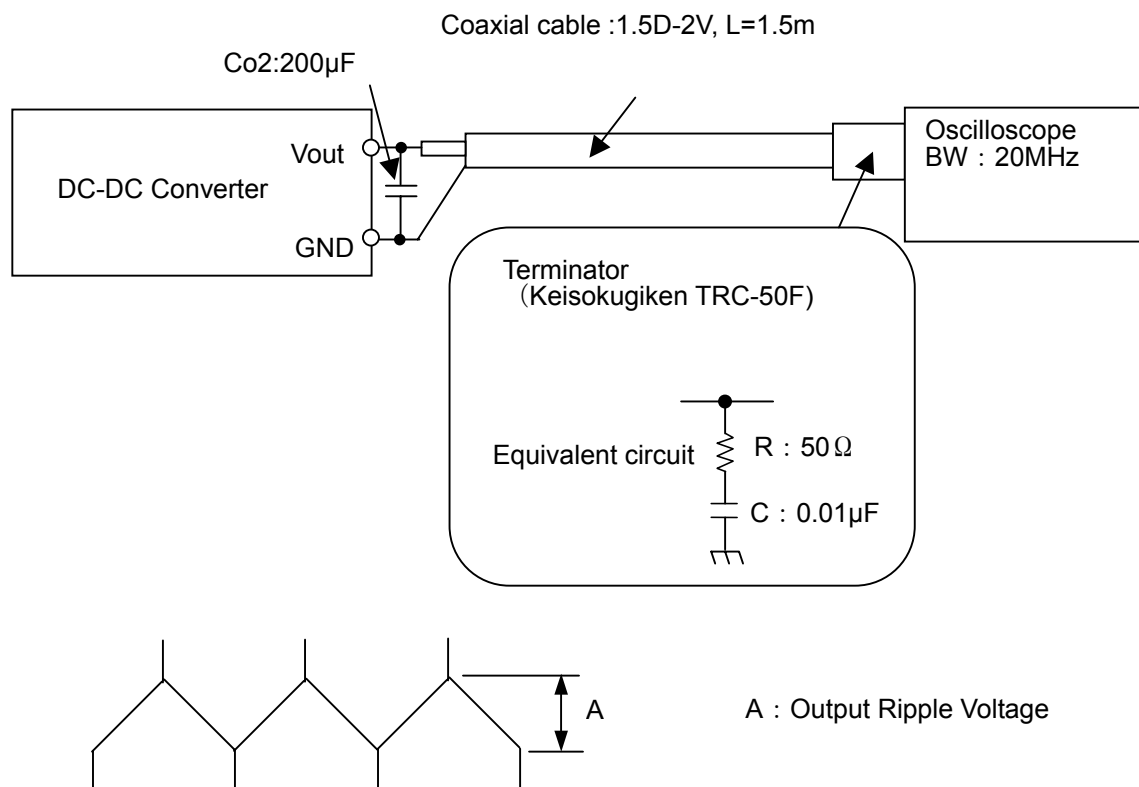 Coaxial cable :1.5D-2V, L=1.5m
Co2:200µF
Vout
DC-DC Converter
GND
Oscilloscope
BW：20MHz
Terminator
（Keisokugiken TRC-50F)
Equivalent circuit
R：50Ω
C：0.01µF
A
A：Output Ripple Voltage